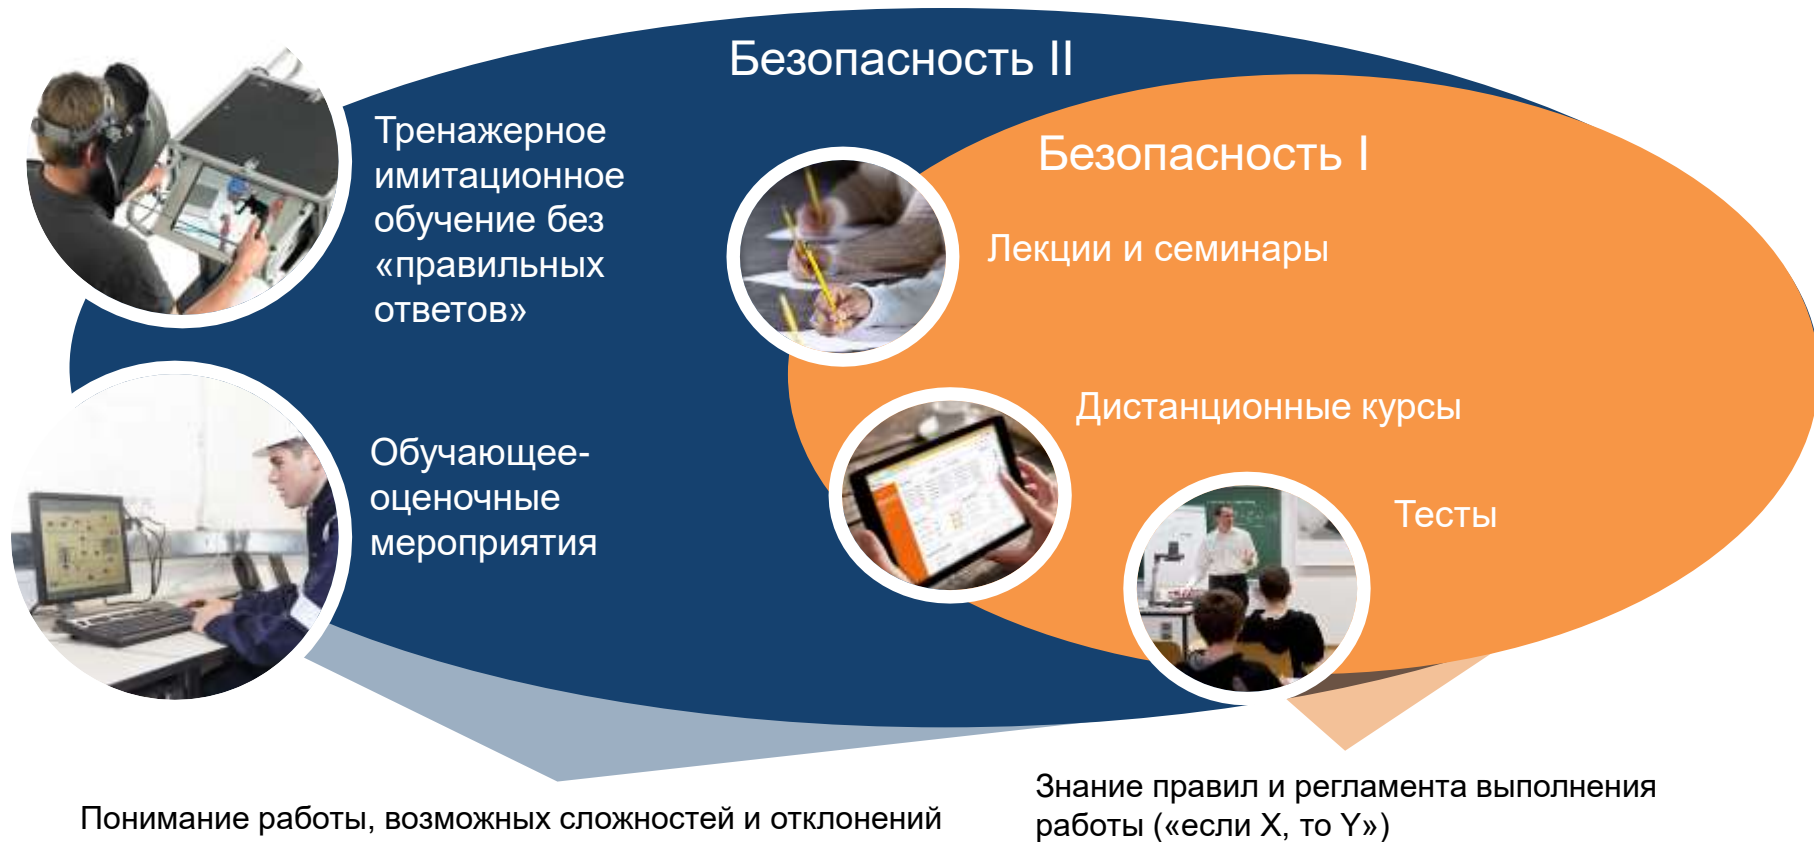 Безопасность II
Тренажерное
имитационное
обучение без
«правильных
ответов»
Обучающее-
оценочные
мероприятия
Безопасность I
Лекции и семинары
Дистанционные курсы
Тесты
Понимание работы, возможных сложностей и отклонений
Знание правил и регламента выполнения
работы («если X, то Y»)